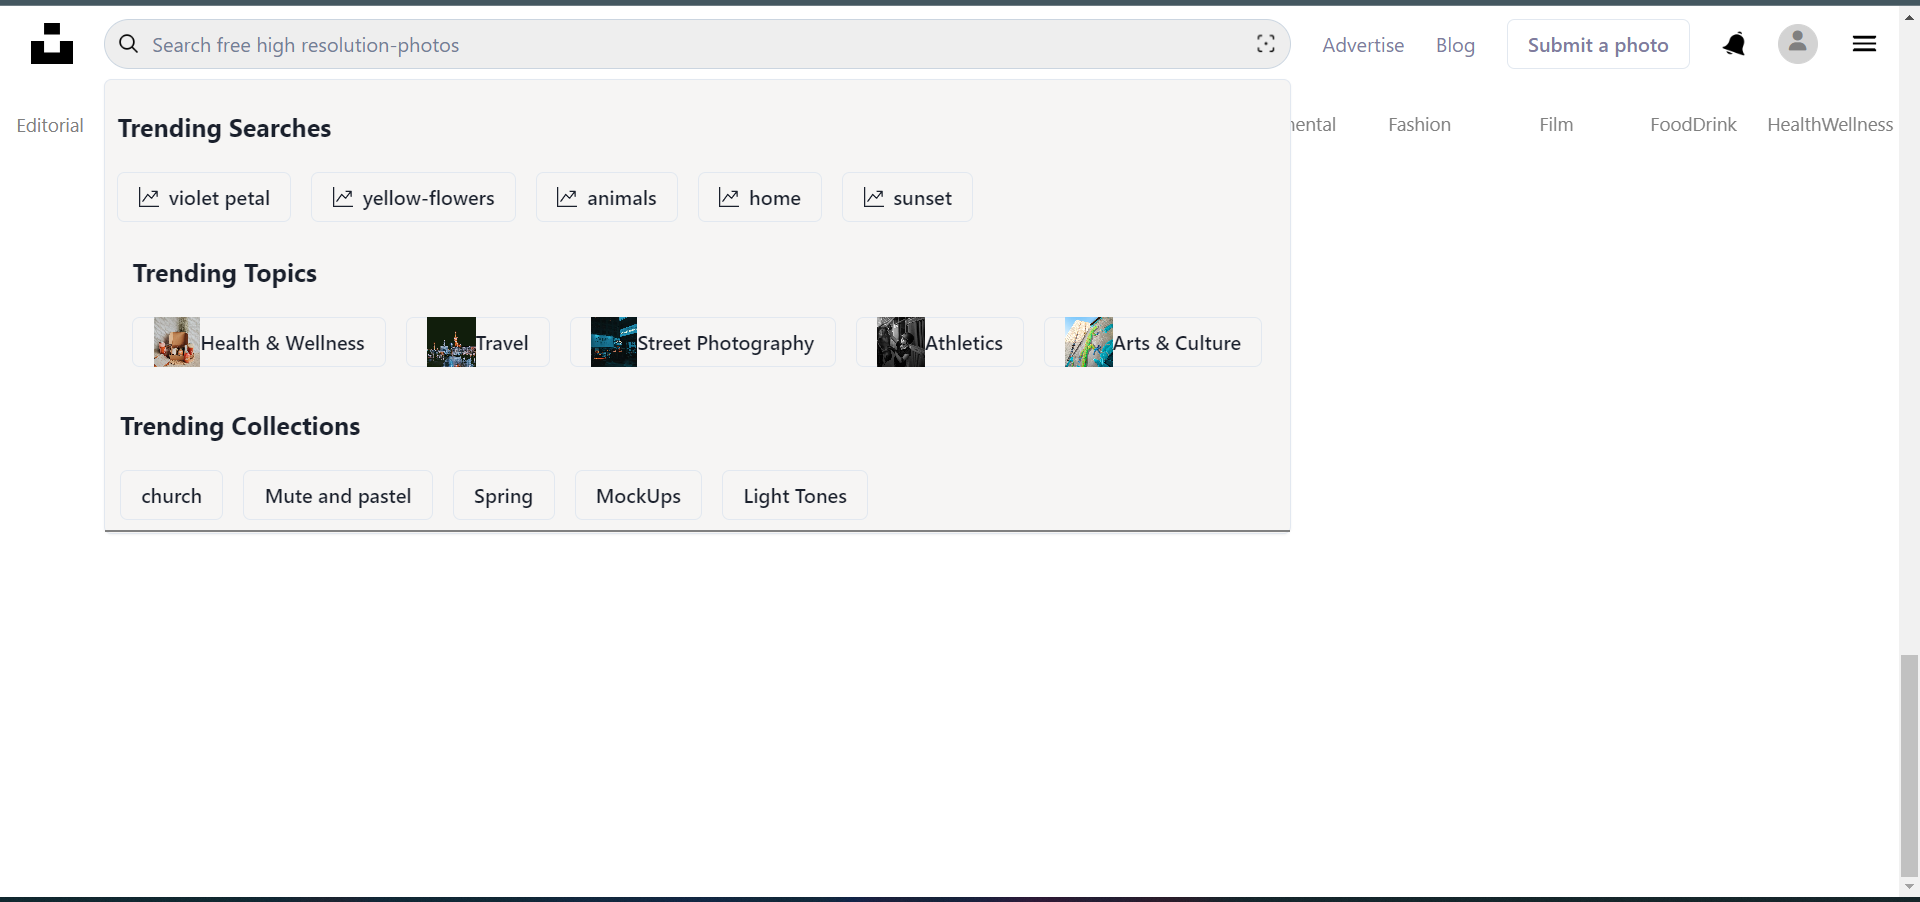 Search free high resolution-photos
Advertise Blog Submit a photo
Editorial mental Fashion Film FoodDrink HealthWellness
Trending Searches
violet petal yellow-flowers animals home sunset
Trending Topics
Health & Wellness Travel Street Photography Athletics Arts & Culture
Trending Collections
church Mute and pastel Spring MockUps Light Tones